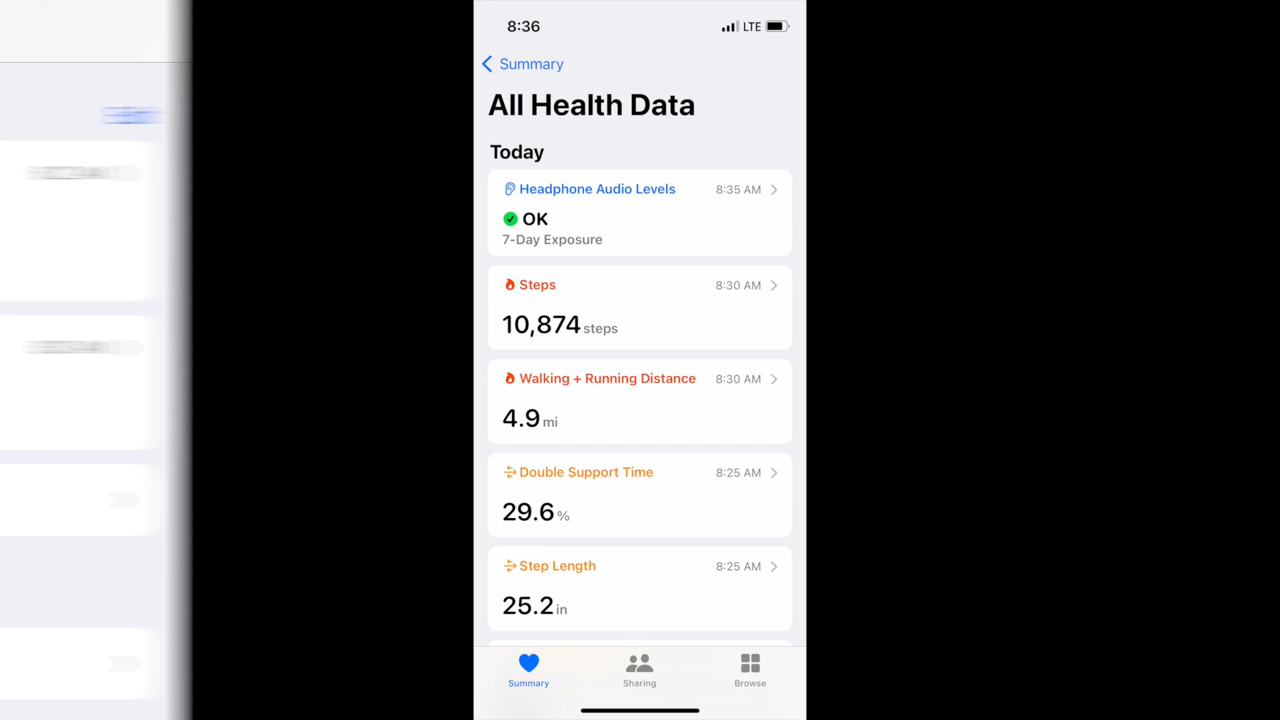 8:36 LTE
Summary
All Health Data
Today
Headphone Audio Levels 8:35 AM
OK
7-Day Exposure
Steps 8:30 AM
10,874 steps
Walking + Running Distance 8:30 AM
4.9 mi
Double Support Time 8:25 AM
29.6 %
Step Length 8:25 AM
25.2 in
Summary Sharing Browse